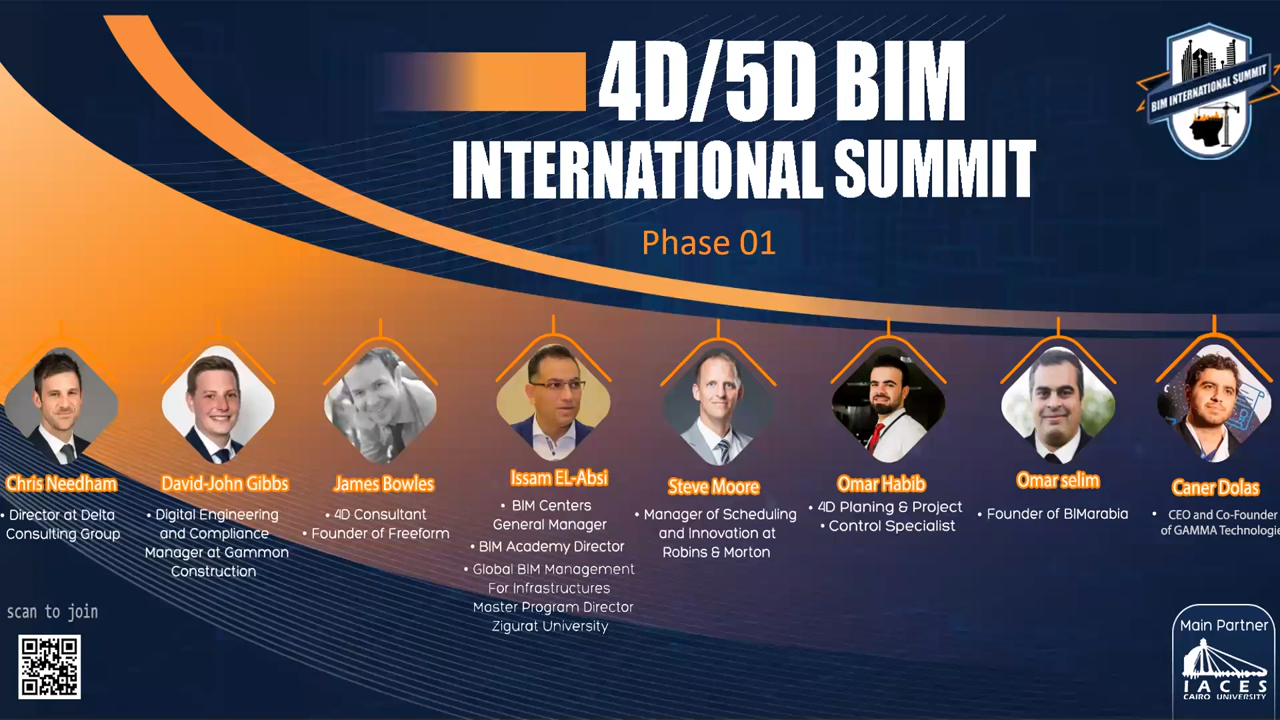 4D/5D BIM
INTERNATIONAL SUMMIT
Phase 01
BIM INTERNATIONAL SUMMIT
Chris Needham
• Director at Delta
Consulting Group
David-John Gibbs
• Digital Engineering
and Compliance
Manager at Gammon
Construction
James Bowles
• 4D Consultant
• Founder of Freeform
Issam EL-Absi
• BIM Centers
General Manager
• BIM Academy Director
• Global BIM Management
For Infrastructures
Master Program Director
Zigurat University
Steve Moore
• Manager of Scheduling
and Innovation at
Robins & Morton
Omar Habib
• 4D Planing & Project
• Control Specialist
Omar selim
• Founder of BIMarabia
Caner Dolas
• CEO and Co-Founder
of GAMMA Technologie
scan to join
Main Partner
IACES
CAIRO UNIVERSITY